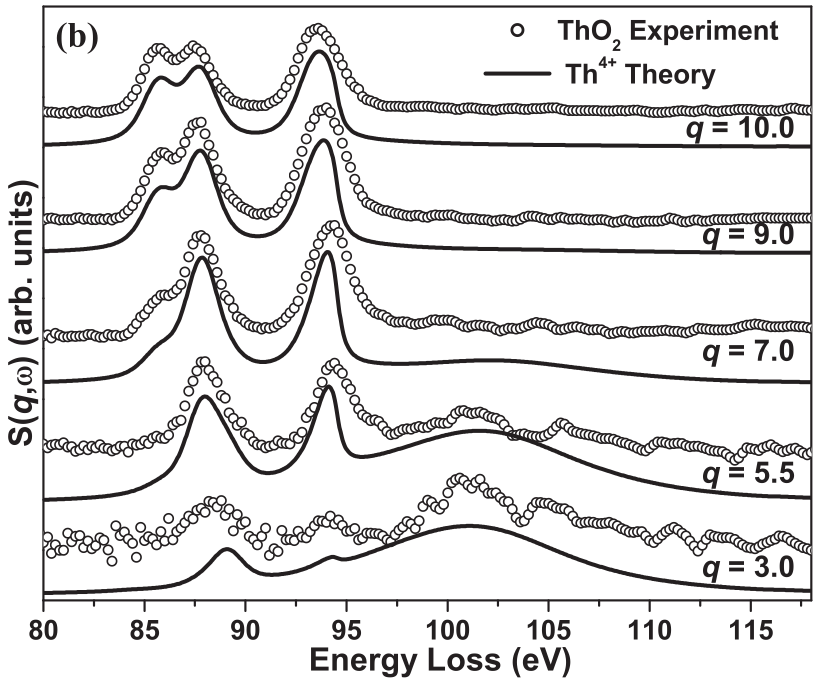 (b)
ThO₂ Experiment
Th⁴⁺ Theory
q = 10.0
q = 9.0
q = 7.0
q = 5.5
q = 3.0
S(q,ω) (arb. units)
80 85 90 95 100 105 110 115
Energy Loss (eV)